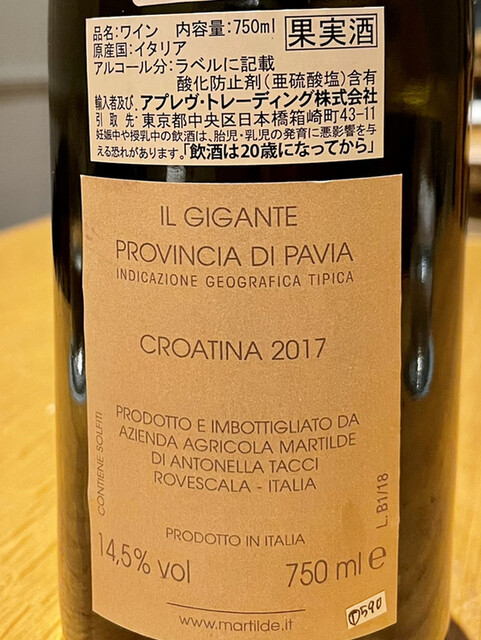 品名:ワイン 内容量:750ml
果実酒
原産国:イタリア
アルコール分:ラベルに記載
酸化防止剤(亜硫酸塩)含有
輸入者及び、アプレヴ・トレーディング株式会社
引取先:東京都中央区日本橋箱崎町43-11
妊娠中や授乳中の飲酒は、胎児・乳児の発育に悪影響を与
える恐れがあります。「飲酒は20歳になってから」
IL GIGANTE
PROVINCIA DI PAVIA
INDICAZIONE GEOGRAFICA TIPICA
CROATINA 2017
PRODOTTO E IMBOTTIGLIATO DA
AZIENDA AGRICOLA MARTILDE
DI ANTONELLA TACCI
ROVESCALA - ITALIA
CONTIENE SOLFITI
L. B1/18
PRODOTTO IN ITALIA
14,5% vol
750 ml e
www.martilde.it
590